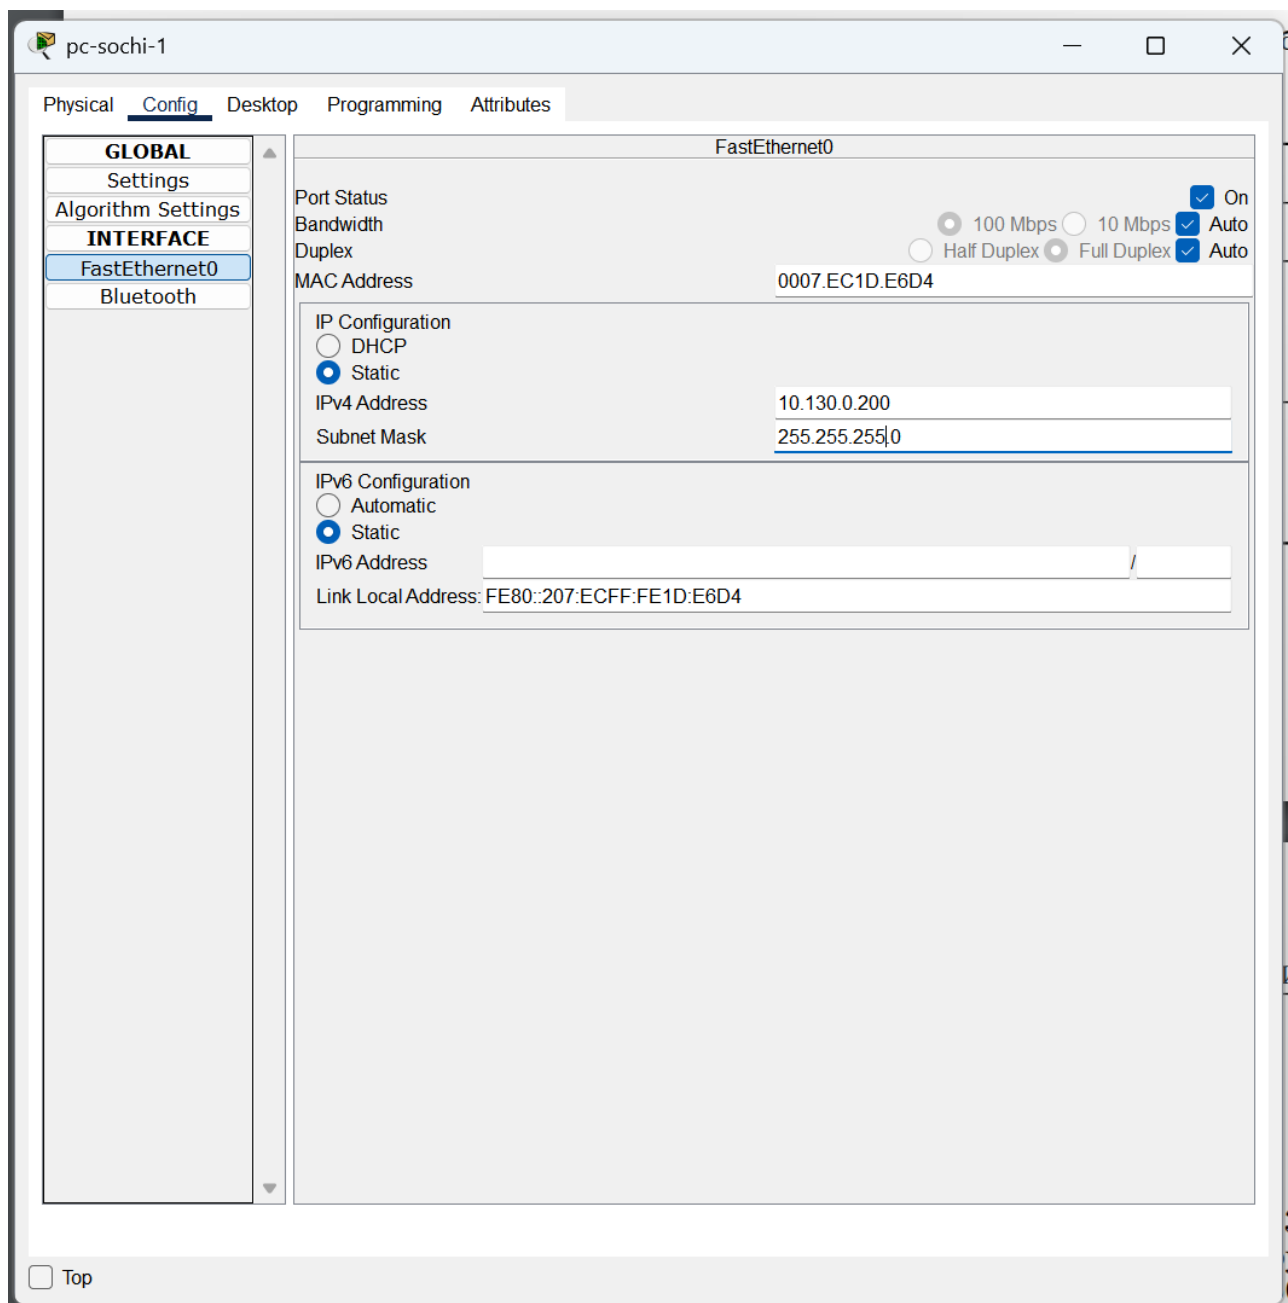 pc-sochi-1
Physical Config Desktop Programming Attributes
GLOBAL
Settings
Algorithm Settings
INTERFACE
FastEthernet0
Bluetooth
FastEthernet0
Port Status On
Bandwidth 100 Mbps 10 Mbps Auto
Duplex Half Duplex Full Duplex Auto
MAC Address 0007.EC1D.E6D4
IP Configuration
DHCP
Static
IPv4 Address 10.130.0.200
Subnet Mask 255.255.255.0
IPv6 Configuration
Automatic
Static
IPv6 Address /
Link Local Address: FE80::207:ECFF:FE1D:E6D4
Top